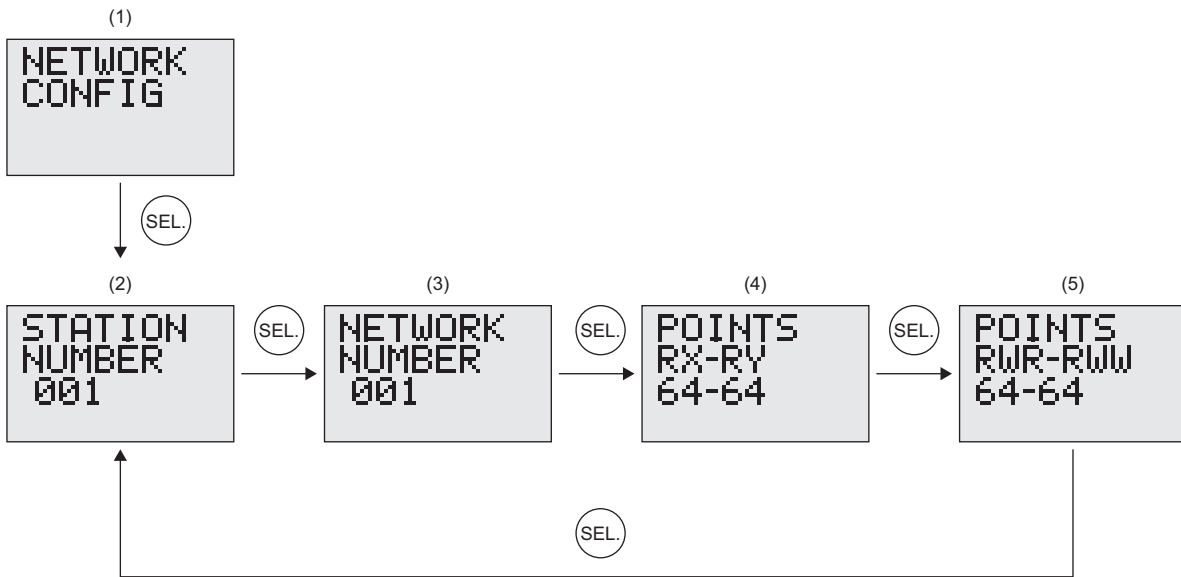 (1)
NETWORK
CONFIG
SEL.
(2)
STATION
NUMBER
001
SEL.
(3)
NETWORK
NUMBER
001
SEL.
(4)
POINTS
RX-RY
64-64
SEL.
(5)
POINTS
RWR-RWW
64-64
SEL.